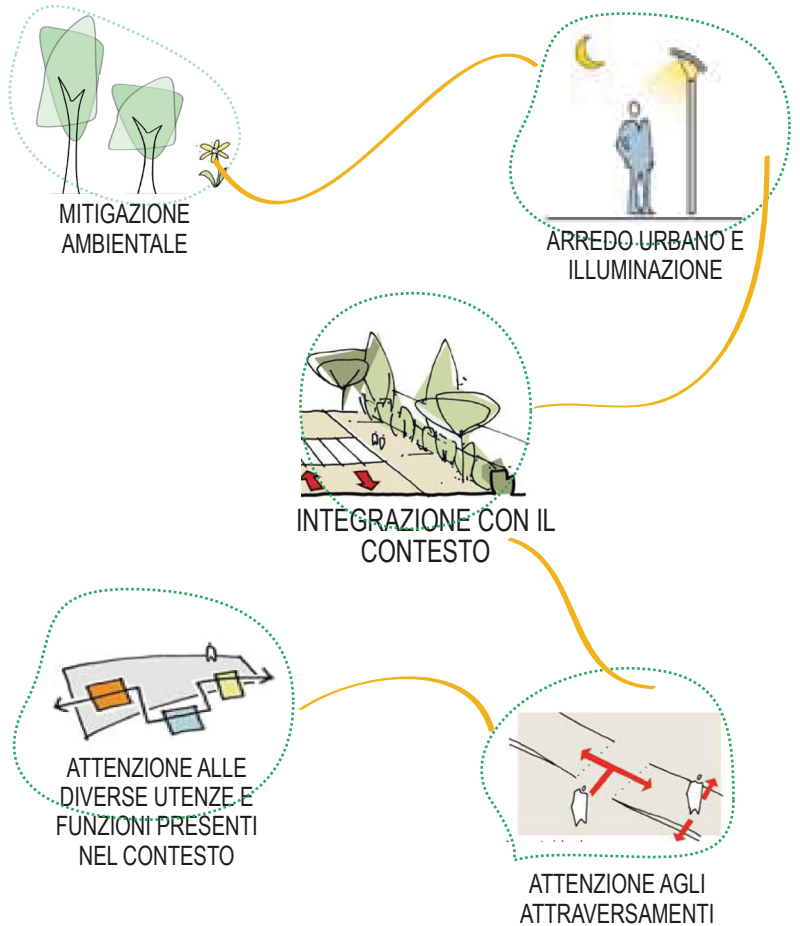 MITIGAZIONE
AMBIENTALE
ARREDO URBANO E
ILLUMINAZIONE
INTEGRAZIONE CON IL
CONTESTO
ATTENZIONE ALLE
DIVERSE UTENZE E
FUNZIONI PRESENTI
NEL CONTESTO
ATTENZIONE AGLI
ATTRAVERSAMENTI